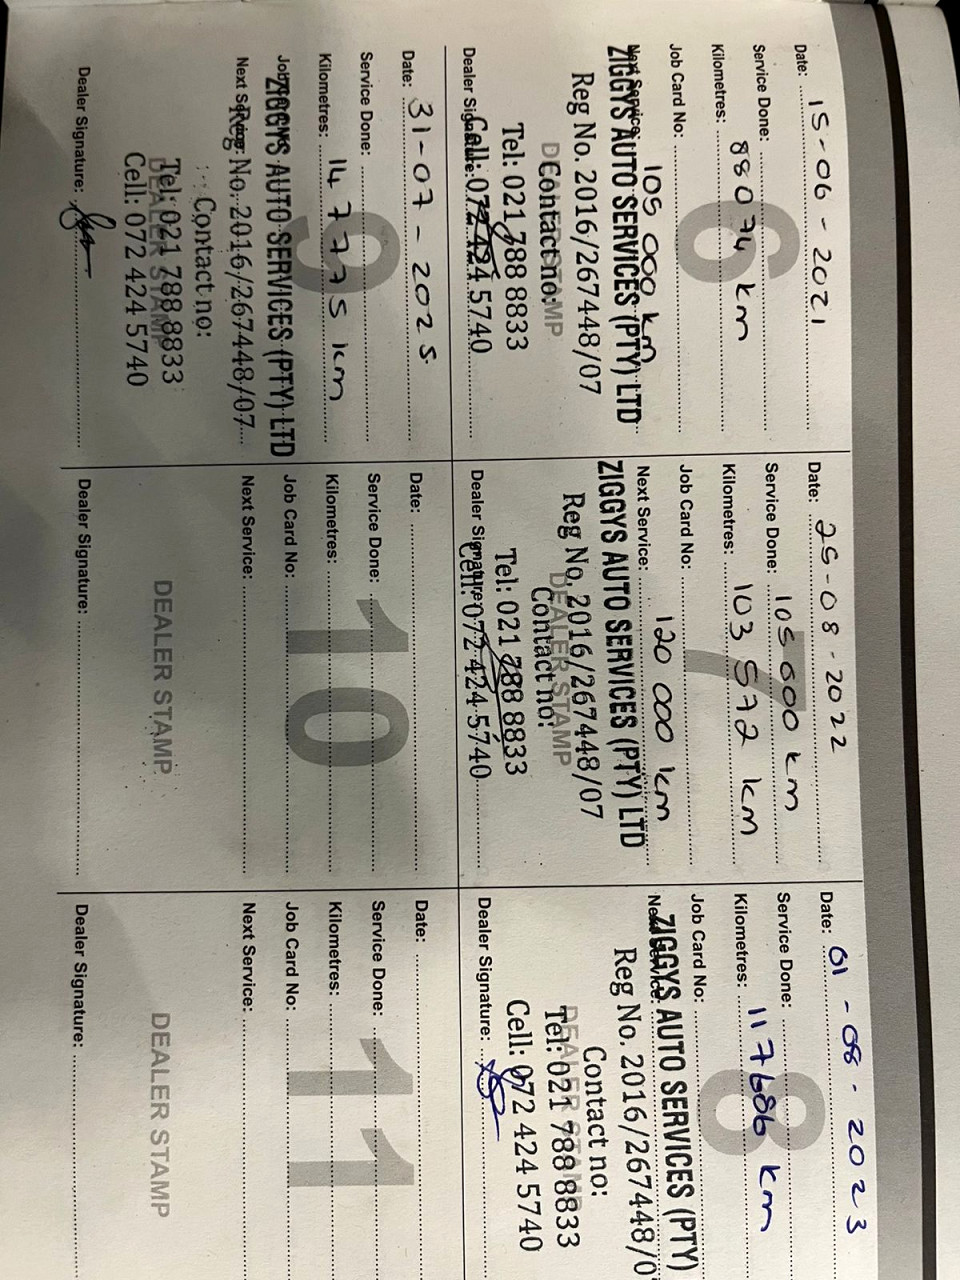 Date: 15-06-2021
Service Done:
Kilometres: 88074 km
6
Job Card No:
Next Service: 105 000 km
ZIGGYS AUTO SERVICES (PTY) LTD
Reg No. 2016/267448/07
DEALER STAMP
Contact no:
Tel: 021 788 8833
Cell: 072 424 5740
Dealer Signature:
Date: 25-08-2022
Service Done: 105 000 km
Kilometres: 103 572 km
7
Job Card No:
Next Service: 120 000 km
ZIGGYS AUTO SERVICES (PTY) LTD
Reg No. 2016/267448/07
DEALER STAMP
Contact no:
Tel: 021 788 8833
Cell: 072 424 5740
Dealer Signature:
Date: 01-08-2023
Service Done:
Kilometres: 117686 km
8
Job Card No:
Next Service:
ZIGGYS AUTO SERVICES (PTY)
Reg No. 2016/267448/0
Contact no:
DEALER STAMP
Tel: 021 788 8833
Cell: 072 424 5740
Dealer Signature:
Date: 31-07-2025
Service Done:
Kilometres: 147775 km
9
Job Card No:
ZIGGYS AUTO SERVICES (PTY) LTD
Next Service:
Reg No. 2016/267448/07
Contact no:
Tel: 021 788 8833
DEALER STAMP
Cell: 072 424 5740
Dealer Signature:
Date:
Service Done:
Kilometres:
10
Job Card No:
Next Service:
DEALER STAMP
Dealer Signature:
Date:
Service Done:
Kilometres:
11
Job Card No:
Next Service:
DEALER STAMP
Dealer Signature: